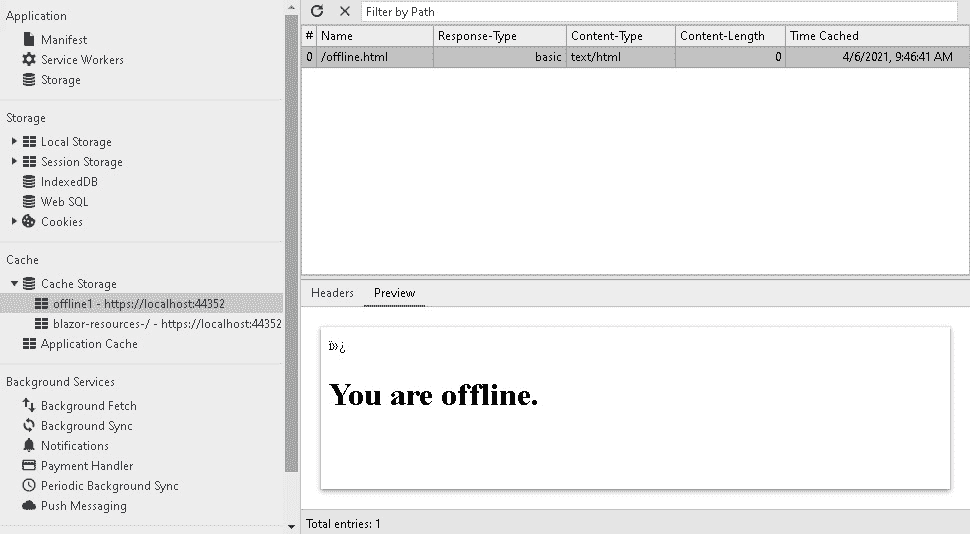 Application
Manifest
Service Workers
Storage
Storage
Local Storage
Session Storage
IndexedDB
Web SQL
Cookies
Cache
Cache Storage
offline1 - https://localhost:44352
blazor-resources-/ - https://localhost:44352
Application Cache
Background Services
Background Fetch
Background Sync
Notifications
Payment Handler
Periodic Background Sync
Push Messaging
Filter by Path
# Name Response-Type Content-Type Content-Length Time Cached
0 /offline.html basic text/html 0 4/6/2021, 9:46:41 AM
Headers Preview
ï»¿
You are offline.
Total entries: 1